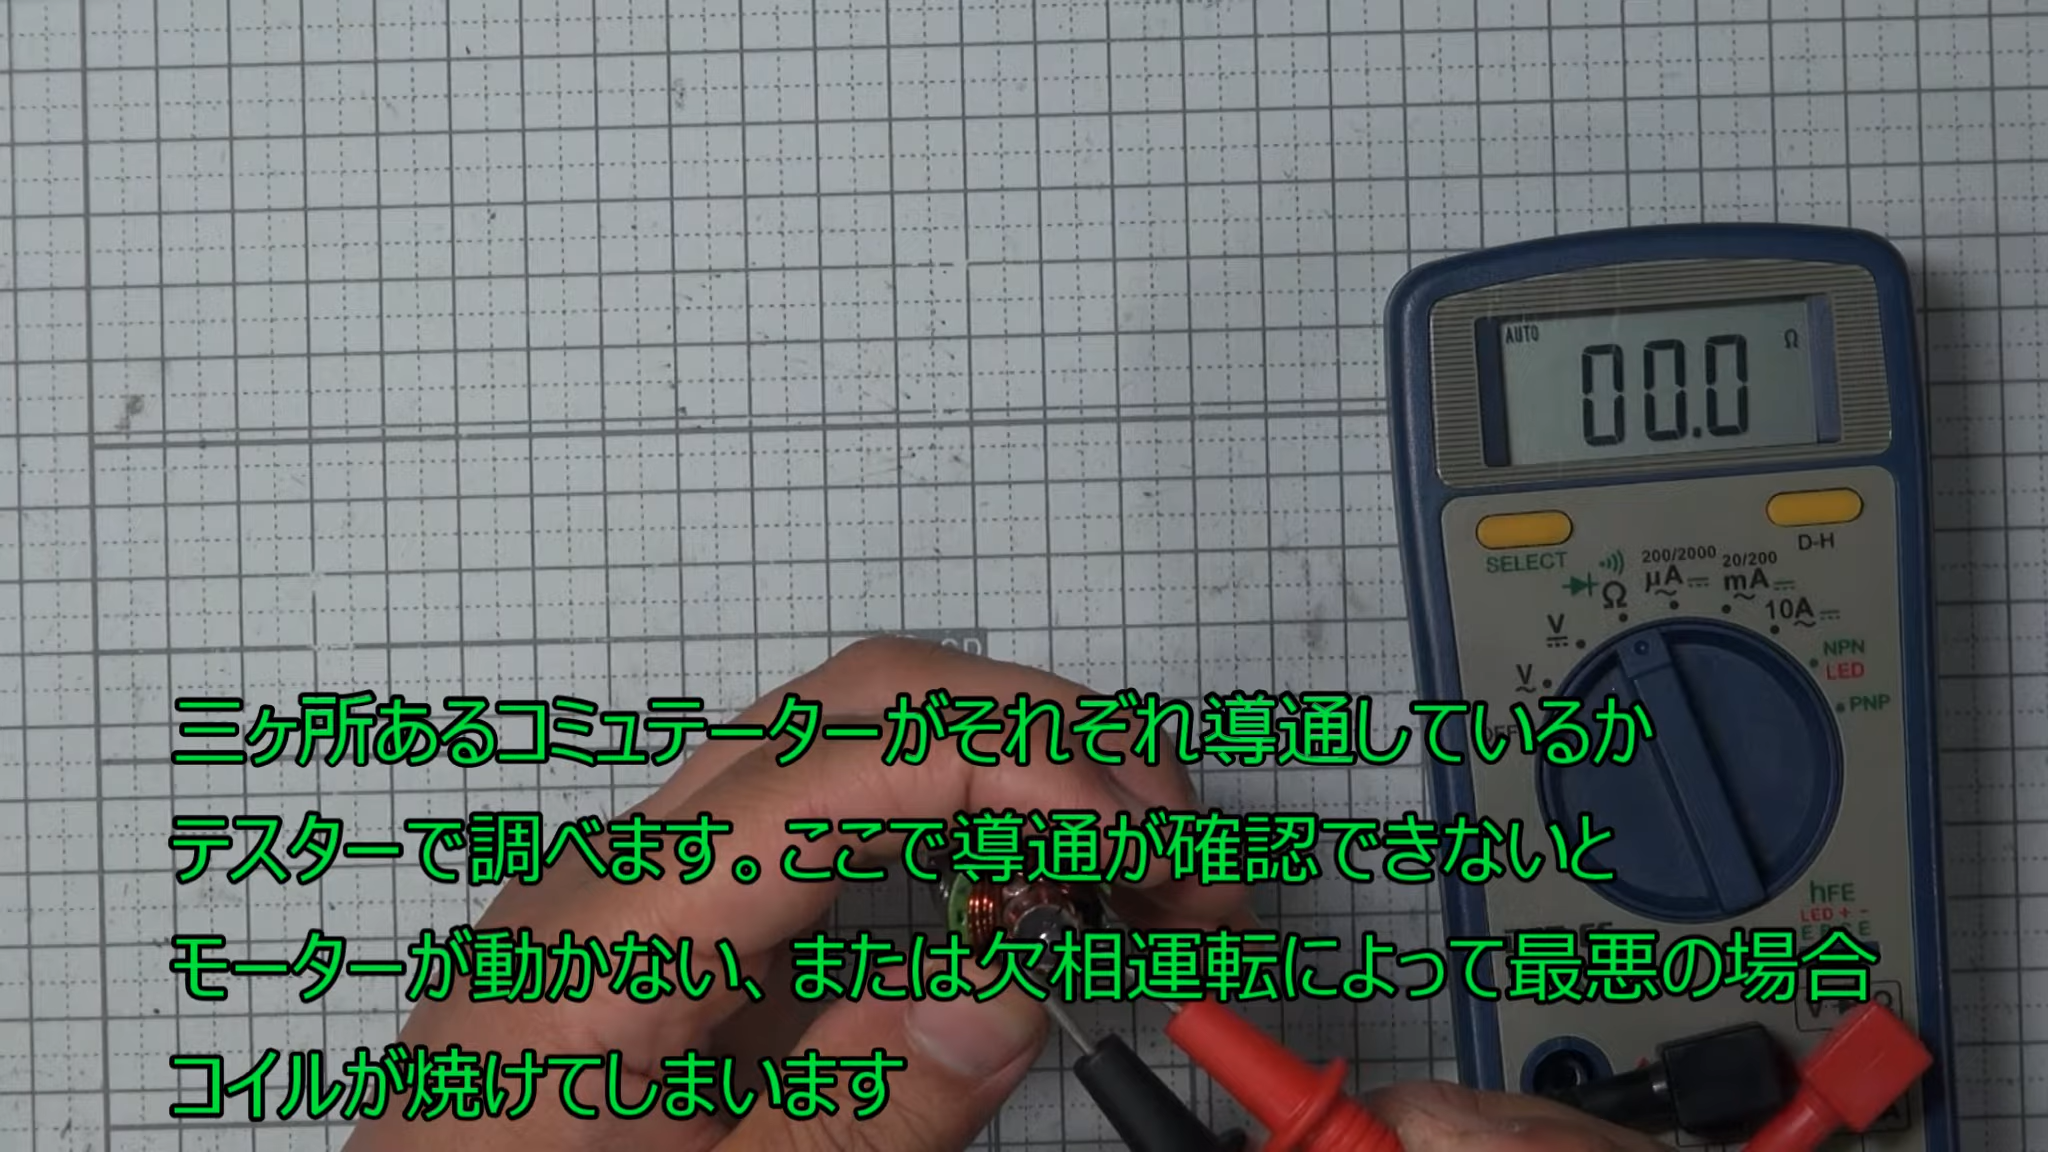 AUTO
00.0
Ω
SELECT
D-H
200/2000
μA
20/200
mA
10A
Ω
V
V
NPN
LED
PNP
hFE
LED + -
三ヶ所あるコミュテーターがそれぞれ導通しているか
テスターで調べます。ここで導通が確認できないと
モーターが動かない、または欠相運転によって最悪の場合
コイルが焼けてしまいます